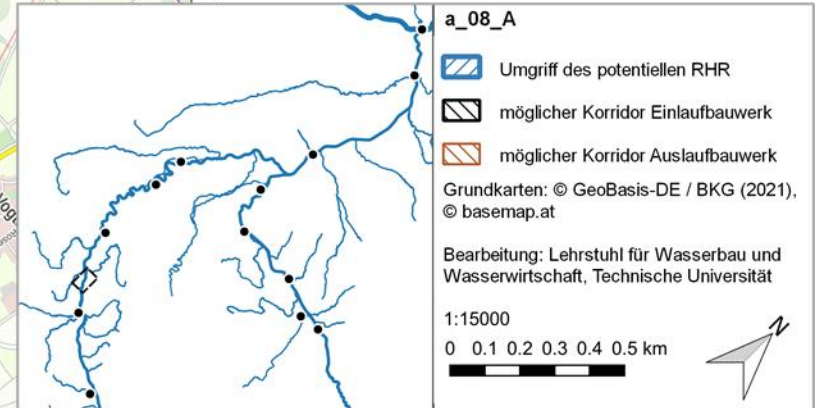 a_08_A
Umgriff des potentiellen RHR
möglicher Korridor Einlaufbauwerk
möglicher Korridor Auslaufbauwerk
Grundkarten: © GeoBasis-DE / BKG (2021),
© basemap.at
Bearbeitung: Lehrstuhl für Wasserbau und
Wasserwirtschaft, Technische Universität
1:15000
0 0.1 0.2 0.3 0.4 0.5 km
N